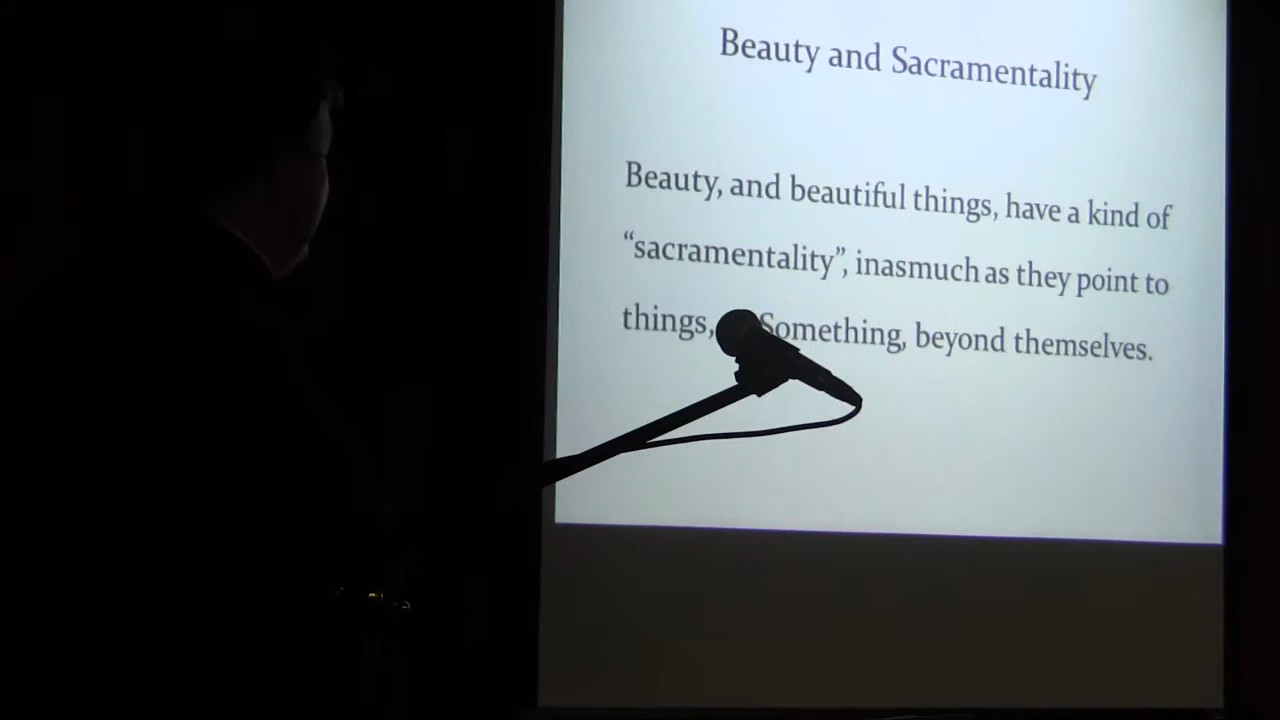 Beauty and Sacramentality
Beauty, and beautiful things, have a kind of
“sacramentality”, inasmuch as they point to
things, Something, beyond themselves.